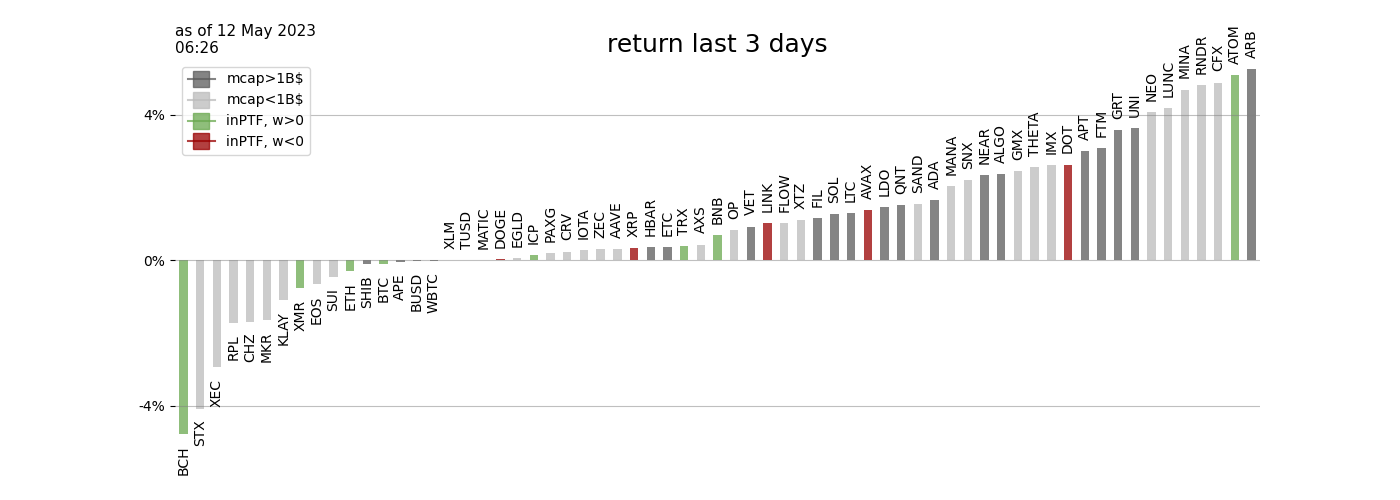 as of 12 May 2023
06:26
return last 3 days
mcap>1B$
mcap<1B$
inPTF, w>0
inPTF, w<0
4%
0%
-4%
BCH
STX
XEC
RPL
CHZ
MKR
KLAY
XMR
EOS
SUI
ETH
SHIB
BTC
APE
BUSD
WBTC
XLM
TUSD
MATIC
DOGE
EGLD
ICP
PAXG
CRV
IOTA
ZEC
AAVE
XRP
HBAR
ETC
TRX
AXS
BNB
OP
VET
LINK
FLOW
XTZ
FIL
SOL
LTC
AVAX
LDO
QNT
SAND
ADA
MANA
SNX
NEAR
ALGO
GMX
THETA
IMX
DOT
APT
FTM
GRT
UNI
NEO
LUNC
MINA
RNDR
CFX
ATOM
ARB